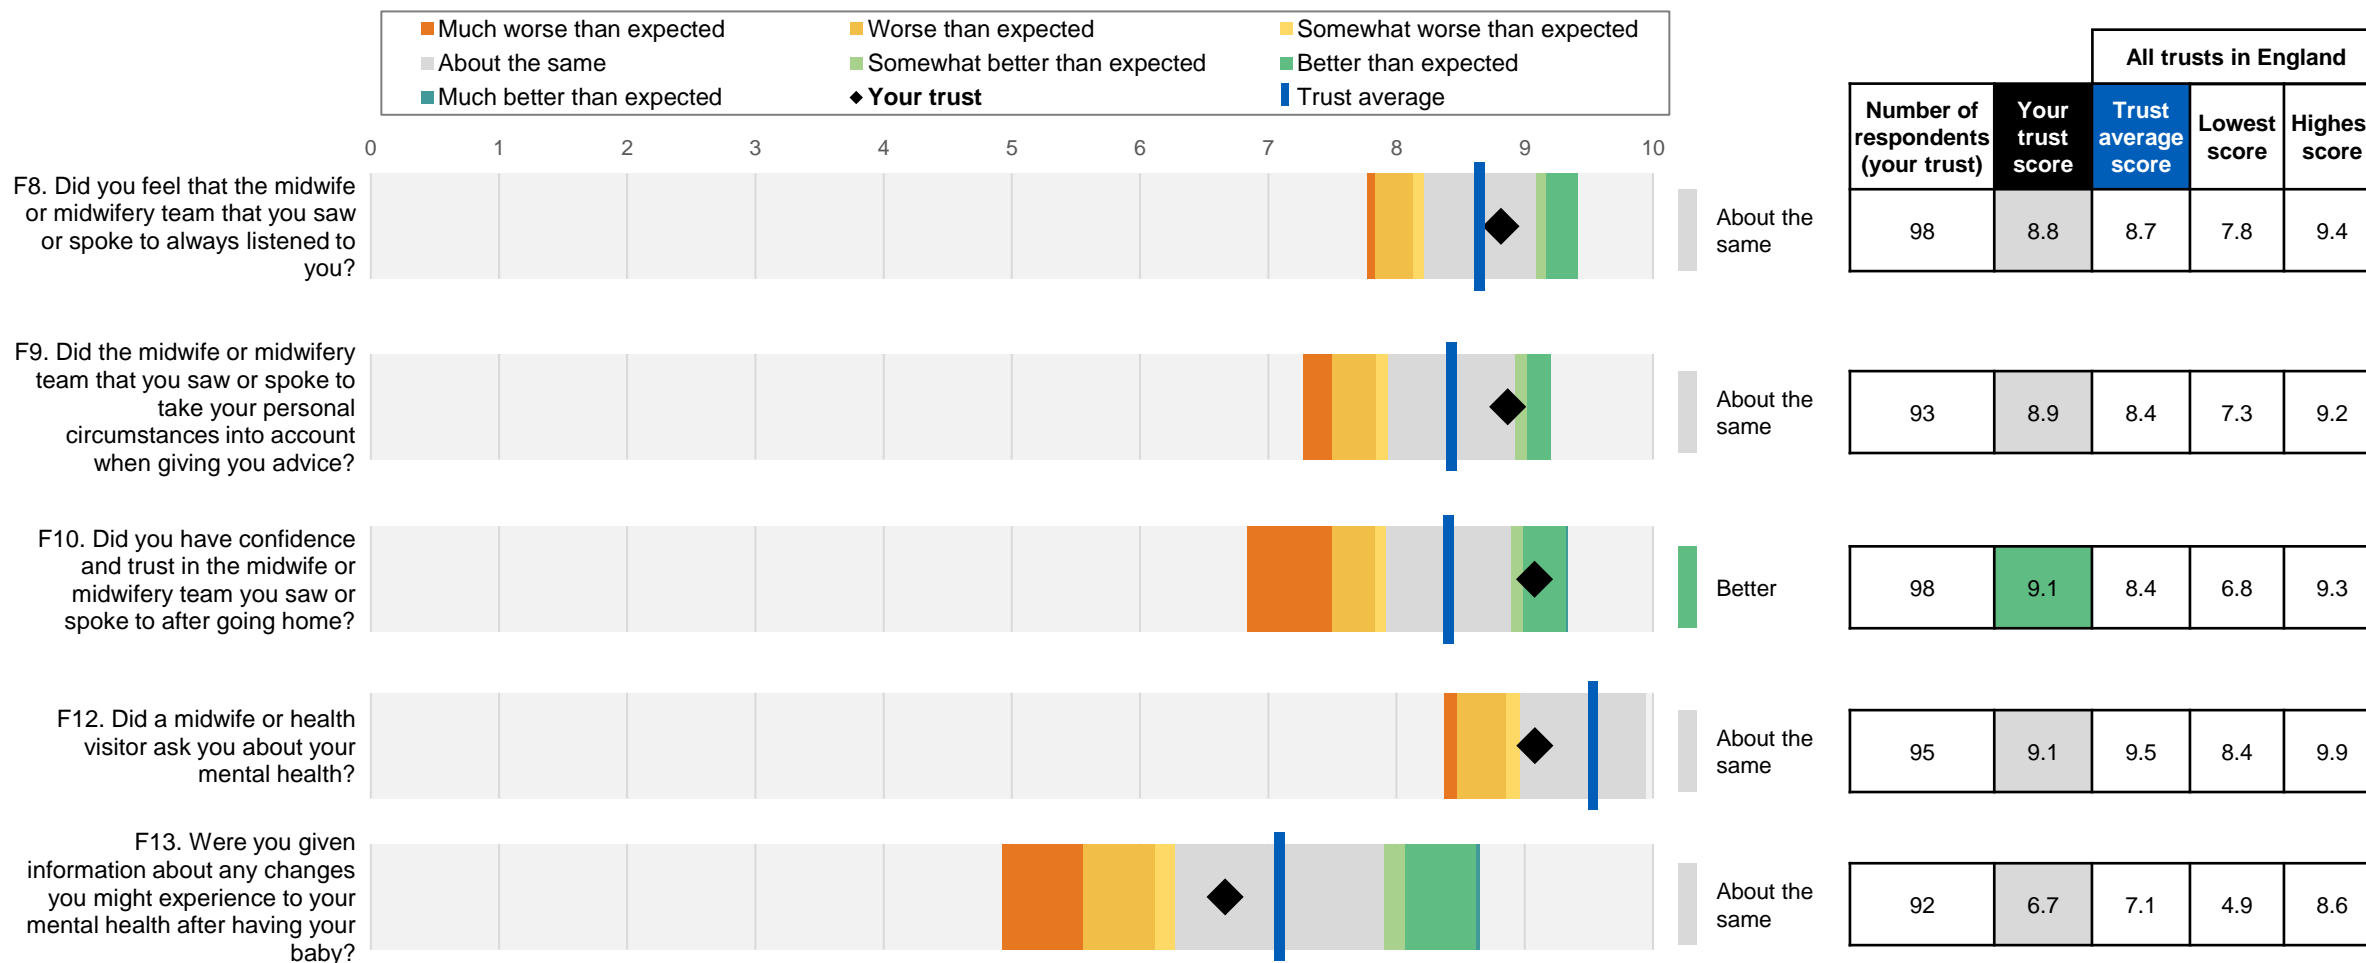 Much worse than expected
Worse than expected
Somewhat worse than expected
About the same
Somewhat better than expected
Better than expected
Much better than expected
Your trust
Trust average
All trusts in England
Number of
respondents
(your trust)
Your
trust
score
Trust
average
score
Lowest
score
Highes
score
0 1 2 3 4 5 6 7 8 9 10
F8. Did you feel that the midwife
or midwifery team that you saw
or spoke to always listened to
you?
About the
same
98 8.8 8.7 7.8 9.4
F9. Did the midwife or midwifery
team that you saw or spoke to
take your personal
circumstances into account
when giving you advice?
About the
same
93 8.9 8.4 7.3 9.2
F10. Did you have confidence
and trust in the midwife or
midwifery team you saw or
spoke to after going home?
Better
98 9.1 8.4 6.8 9.3
F12. Did a midwife or health
visitor ask you about your
mental health?
About the
same
95 9.1 9.5 8.4 9.9
F13. Were you given
information about any changes
you might experience to your
mental health after having your
baby?
About the
same
92 6.7 7.1 4.9 8.6